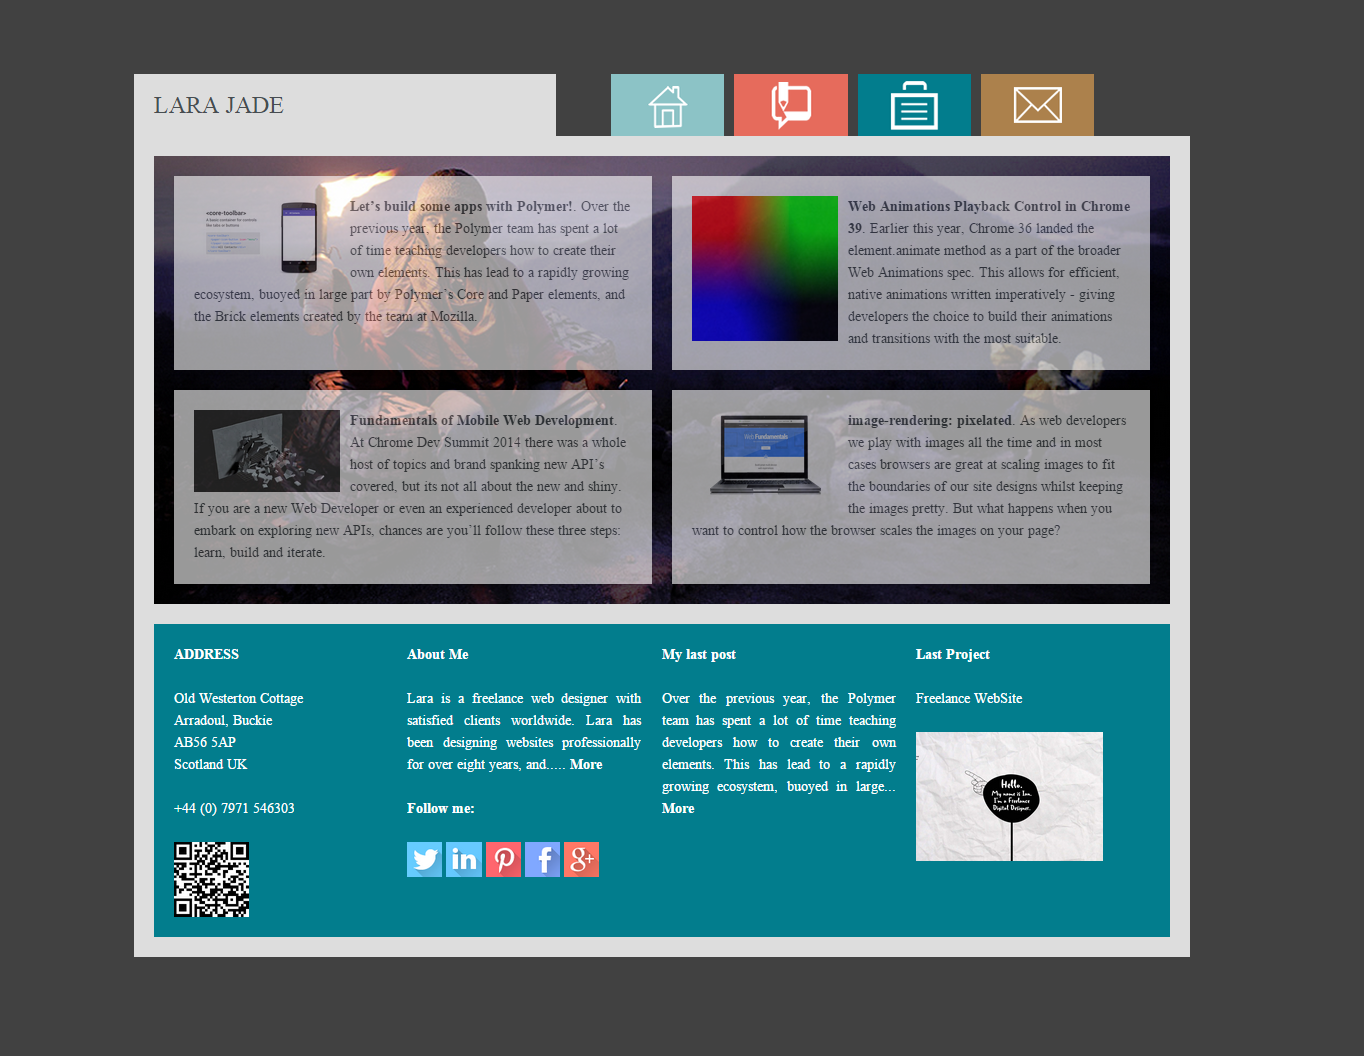 LARA JADE
<core-toolbar>
Let's build some apps with Polymer!. Over the
previous year, the Polymer team has spent a lot
of time teaching developers how to create their
own elements. This has lead to a rapidly growing
ecosystem, buoyed in large part by Polymer's Core and Paper elements, and
the Brick elements created by the team at Mozilla.
Web Animations Playback Control in Chrome
39. Earlier this year, Chrome 36 landed the
element.animate method as a part of the broader
Web Animations spec. This allows for efficient,
native animations written imperatively - giving
developers the choice to build their animations
and transitions with the most suitable.
Fundamentals of Mobile Web Development.
At Chrome Dev Summit 2014 there was a whole
host of topics and brand spanking new API's
covered, but its not all about the new and shiny.
If you are a new Web Developer or even an experienced developer about to
embark on exploring new APIs, chances are you'll follow these three steps:
learn, build and iterate.
Web Fundamentals
image-rendering: pixelated. As web developers
we play with images all the time and in most
cases browsers are great at scaling images to fit
the boundaries of our site designs whilst keeping
the images pretty. But what happens when you
want to control how the browser scales the images on your page?
ADDRESS
Old Westerton Cottage
Arradoul, Buckie
AB56 5AP
Scotland UK
+44 (0) 7971 546303
About Me
Lara is a freelance web designer with
satisfied clients worldwide. Lara has
been designing websites professionally
for over eight years, and..... More
Follow me:
in
f
g+
My last post
Over the previous year, the Polymer
team has spent a lot of time teaching
developers how to create their own
elements. This has lead to a rapidly
growing ecosystem, buoyed in large...
More
Last Project
Freelance WebSite
Hello.
My name is Ian.
I'm a Freelance
Digital Designer.